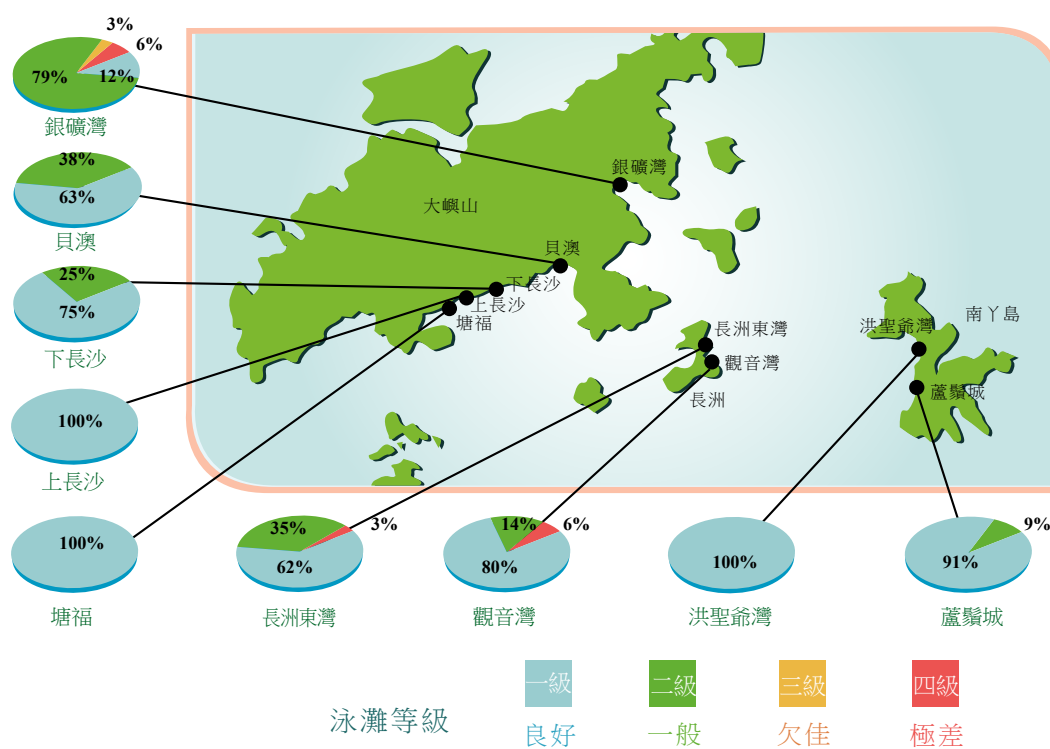 3%
6%
79%
12%
銀礦灣
38%
63%
貝澳
25%
75%
下長沙
100%
上長沙
100%
塘福
35%
3%
62%
長洲東灣
14%
6%
80%
觀音灣
100%
洪聖爺灣
9%
91%
蘆鬚城
銀礦灣
大嶼山
貝澳
下長沙
上長沙
塘福
長洲東灣
觀音灣
長洲
洪聖爺灣
南丫島
蘆鬚城
泳灘等級
一級 二級 三級 四級
良好 一般 欠佳 極差